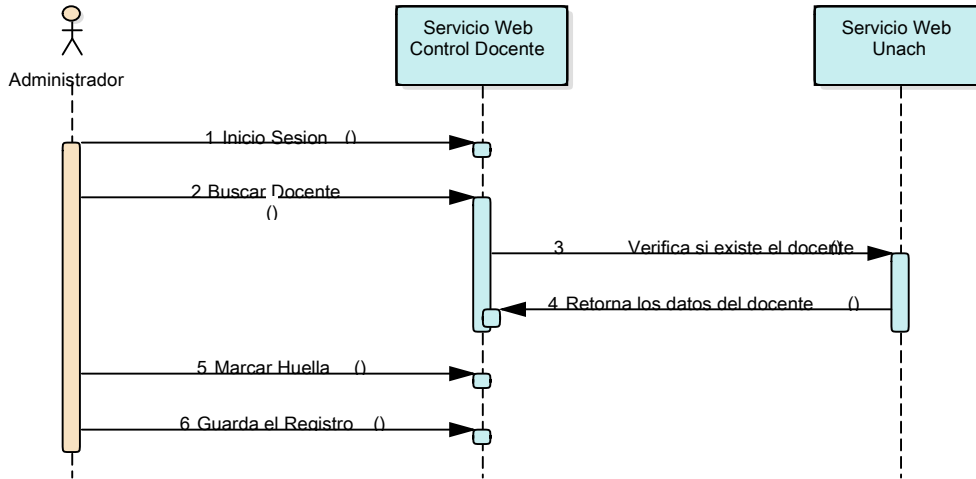 Servicio Web
Control Docente
Servicio Web
Unach
Administrador
1 Inicio Sesion ()
2 Buscar Docente
()
3 Verifica si existe el docente ()
4 Retorna los datos del docente ()
5 Marcar Huella ()
6 Guarda el Registro ()